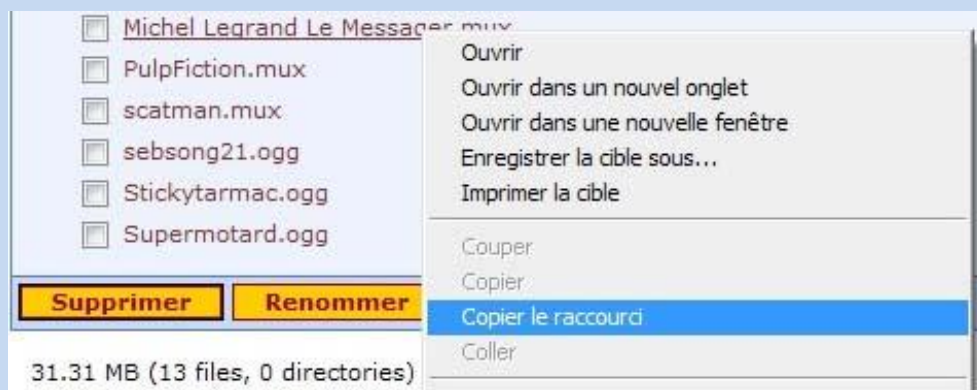 Michel Legrand Le Messager.mux
PulpFiction.mux
scatman.mux
sebsong21.ogg
Stickytarmac.ogg
Supermotard.ogg
Supprimer
Renommer
31.31 MB (13 files, 0 directories)
Ouvrir
Ouvrir dans un nouvel onglet
Ouvrir dans une nouvelle fenêtre
Enregistrer la cible sous...
Imprimer la cible
Couper
Copier
Copier le raccourci
Coller